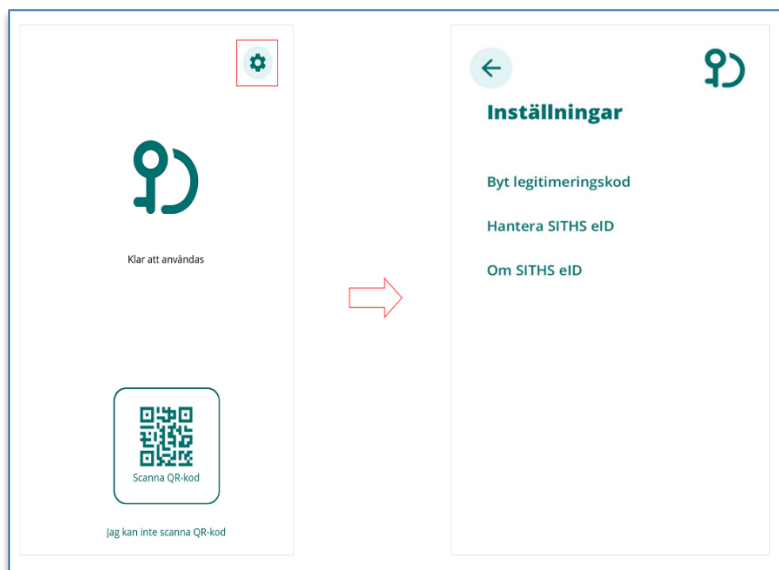 Klar att användas
Scanna QR-kod
Jag kan inte scanna QR-kod
Inställningar
Byt legitimeringskod
Hantera SITHS eID
Om SITHS eID